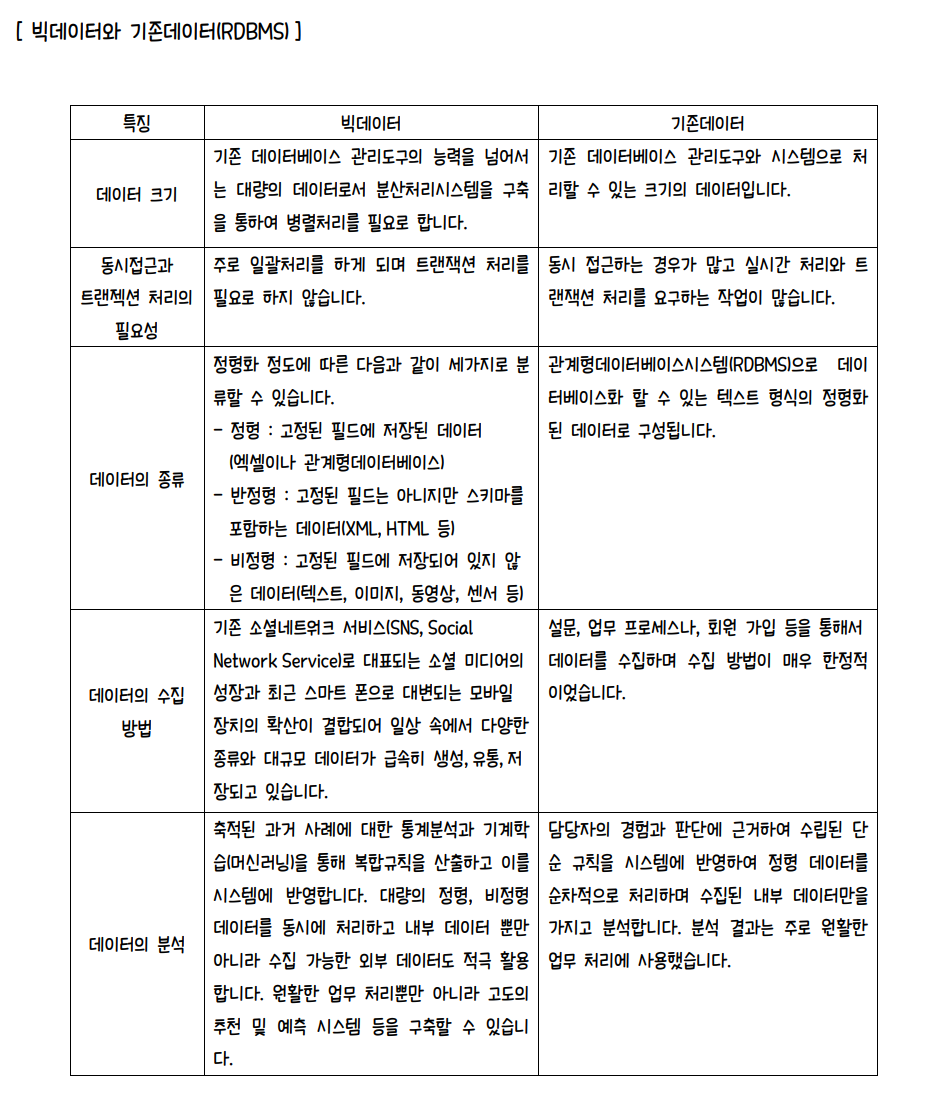 [ 빅데이터와 기존데이터(RDBMS) ]
특징
빅데이터
기존데이터
데이터 크기
기존 데이터베이스 관리도구의 능력을 넘어서
는 대량의 데이터로서 분산처리시스템을 구축
을 통하여 병렬처리를 필요로 합니다.
기존 데이터베이스 관리도구와 시스템으로 처
리할 수 있는 크기의 데이터입니다.
동시접근과
트랜젝션 처리의
필요성
주로 일괄처리를 하게 되며 트랜잭션 처리를
필요로 하지 않습니다.
동시 접근하는 경우가 많고 실시간 처리와 트
랜잭션 처리를 요구하는 작업이 많습니다.
데이터의 종류
정형화 정도에 따른 다음과 같이 세가지로 분
류할 수 있습니다.
- 정형 : 고정된 필드에 저장된 데이터
(엑셀이나 관계형데이터베이스)
- 반정형 : 고정된 필드는 아니지만 스키마를
포함하는 데이터(XML, HTML 등)
- 비정형 : 고정된 필드에 저장되어 있지 않
은 데이터(텍스트, 이미지, 동영상, 센서 등)
관계형데이터베이스시스템(RDBMS)으로 데이
터베이스화 할 수 있는 텍스트 형식의 정형화
된 데이터로 구성됩니다.
데이터의 수집
방법
기존 소셜네트워크 서비스(SNS, Social
Network Service)로 대표되는 소셜 미디어의
성장과 최근 스마트 폰으로 대변되는 모바일
장치의 확산이 결합되어 일상 속에서 다양한
종류와 대규모 데이터가 급속히 생성, 유통, 저
장되고 있습니다.
설문, 업무 프로세스나, 회원 가입 등을 통해서
데이터를 수집하며 수집 방법이 매우 한정적
이었습니다.
데이터의 분석
축적된 과거 사례에 대한 통계분석과 기계학
습(머신러닝)을 통해 복합규칙을 산출하고 이를
시스템에 반영합니다. 대량의 정형, 비정형
데이터를 동시에 처리하고 내부 데이터 뿐만
아니라 수집 가능한 외부 데이터도 적극 활용
합니다. 원활한 업무 처리뿐만 아니라 고도의
추천 및 예측 시스템 등을 구축할 수 있습니
다.
담당자의 경험과 판단에 근거하여 수립된 단
순 규칙을 시스템에 반영하여 정형 데이터를
순차적으로 처리하며 수집된 내부 데이터만을
가지고 분석합니다. 분석 결과는 주로 원활한
업무 처리에 사용했습니다.